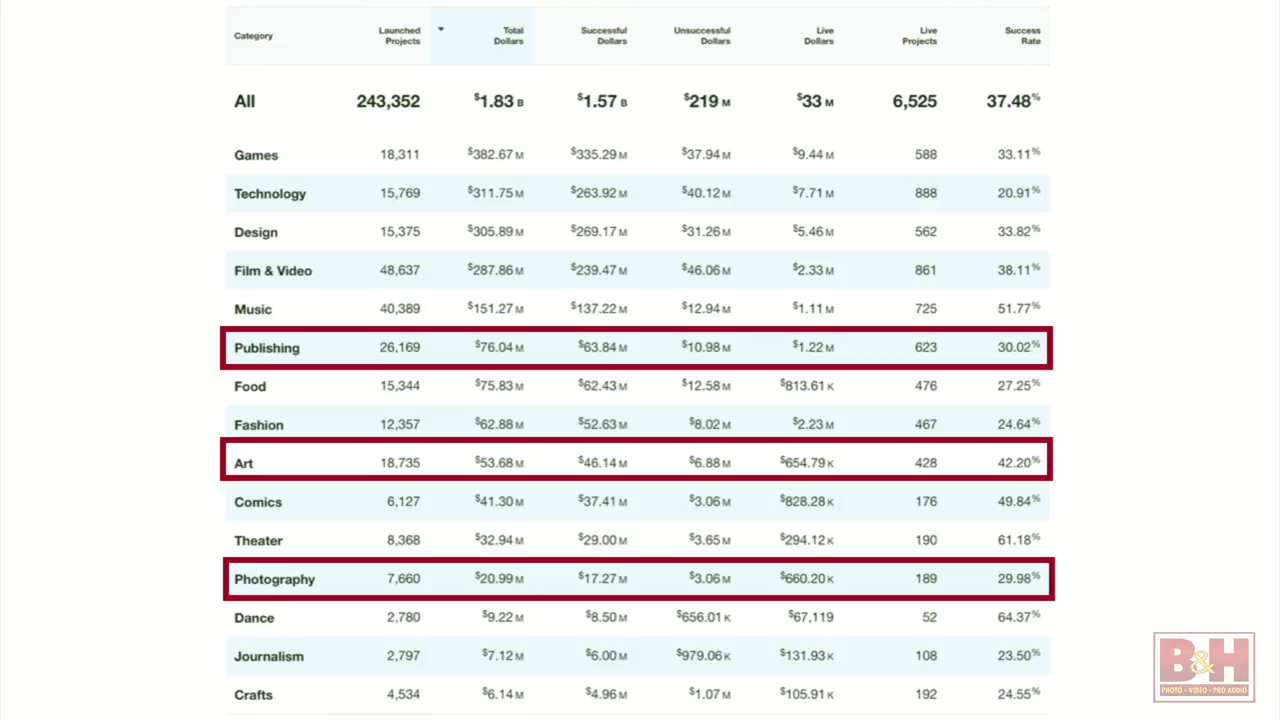 Category Launched Projects Total Dollars Successful Dollars Unsuccessful Dollars Live Dollars Live Projects Success Rate
All 243,352 $1.83 B $1.57 B $219 M $33 M 6,525 37.48%
Games 18,311 $382.67 M $335.29 M $37.94 M $9.44 M 588 33.11%
Technology 15,769 $311.75 M $263.92 M $40.12 M $7.71 M 888 20.91%
Design 15,375 $305.89 M $269.17 M $31.26 M $5.46 M 562 33.82%
Film & Video 48,637 $287.86 M $239.47 M $46.06 M $2.33 M 861 38.11%
Music 40,389 $151.27 M $137.22 M $12.94 M $1.11 M 725 51.77%
Publishing 26,169 $76.04 M $63.84 M $10.98 M $1.22 M 623 30.02%
Food 15,344 $75.83 M $62.43 M $12.58 M $813.61 K 476 27.25%
Fashion 12,357 $62.88 M $52.63 M $8.02 M $2.23 M 467 24.64%
Art 18,735 $53.68 M $46.14 M $6.88 M $654.79 K 428 42.20%
Comics 6,127 $41.30 M $37.41 M $3.06 M $828.28 K 176 49.84%
Theater 8,368 $32.94 M $29.00 M $3.65 M $294.12 K 190 61.18%
Photography 7,660 $20.99 M $17.27 M $3.06 M $660.20 K 189 29.98%
Dance 2,780 $9.22 M $8.50 M $656.01 K $67,119 52 64.37%
Journalism 2,797 $7.12 M $6.00 M $979.06 K $131.93 K 108 23.50%
Crafts 4,534 $6.14 M $4.96 M $1.07 M $105.91 K 192 24.55%
B&H
PHOTO - VIDEO - PRO AUDIO